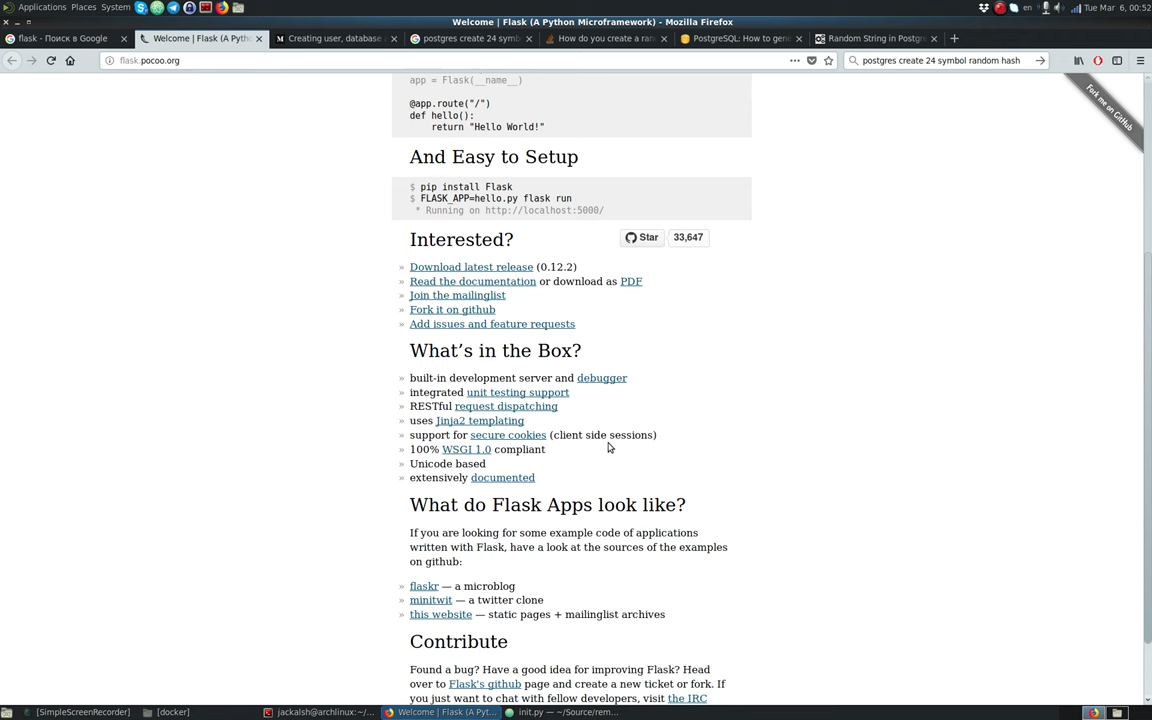 Applications Places System en Tue Mar 6, 00:52
Welcome | Flask (A Python Microframework) - Mozilla Firefox
flask - Поиск в Google Welcome | Flask (A Pyth Creating user, database postgres create 24 symb How do you create a ran PostgreSQL: How to gen Random String in Postgr
flask.pocoo.org postgres create 24 symbol random hash
app = Flask(__name__)
Fork me on GitHub
@app.route("/")
def hello():
return "Hello World!"
And Easy to Setup
$ pip install Flask
$ FLASK_APP=hello.py flask run
* Running on http://localhost:5000/
Interested? Star 33,647
» Download latest release (0.12.2)
» Read the documentation or download as PDF
» Join the mailinglist
» Fork it on github
» Add issues and feature requests
What's in the Box?
» built-in development server and debugger
» integrated unit testing support
» RESTful request dispatching
» uses Jinja2 templating
» support for secure cookies (client side sessions)
» 100% WSGI 1.0 compliant
» Unicode based
» extensively documented
What do Flask Apps look like?
If you are looking for some example code of applications
written with Flask, have a look at the sources of the examples
on github:
» flaskr — a microblog
» minitwit — a twitter clone
» this website — static pages + mailinglist archives
Contribute
Found a bug? Have a good idea for improving Flask? Head
over to Flask's github page and create a new ticket or fork. If
you just want to chat with fellow developers, visit the IRC
[SimpleScreenRecorder] [docker] jackalsh@archlinux:~/... Welcome | Flask (A Pyt... init.py — ~/Source/rem...